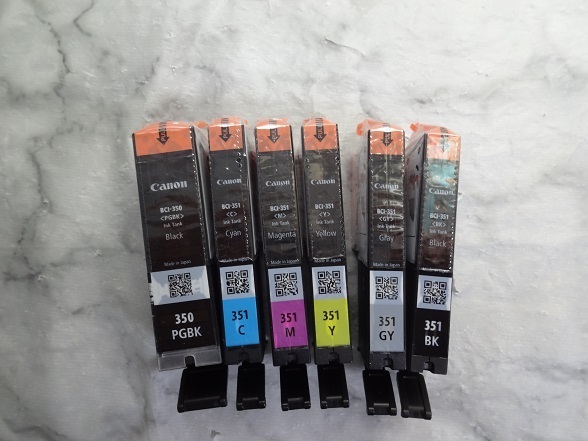 Canon
BCI-350
<PGBK>
Ink Tank
Black
350
PGBK
Canon
BCI-351
<C>
Ink Tank
Cyan
Made in Japan
351
C
Canon
BCI-351
<M>
Ink Tank
Magenta
Made in Japan
351
M
Canon
BCI-351
<Y>
Ink Tank
Yellow
Made in Japan
351
Y
Canon
BCI-351
<GY>
Ink Tank
Gray
Made in Japan
351
GY
Canon
BCI-351
<BK>
Ink Tank
Black
Made in Japan
351
BK